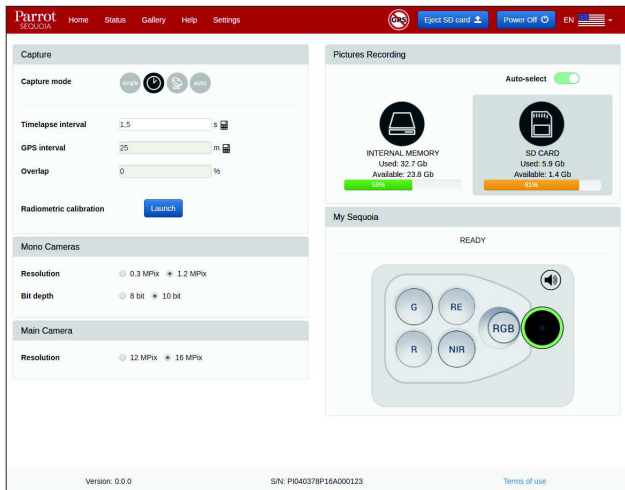 Parrot
SEQUOIA
Home Status Gallery Help Settings
GPS
Eject SD card
Power Off
EN
Capture
Capture mode
single
auto
Timelapse interval 1,5 s
GPS interval 25 m
Overlap 0 %
Radiometric calibration Launch
Mono Cameras
Resolution 0.3 MPix 1.2 MPix
Bit depth 8 bit 10 bit
Main Camera
Resolution 12 MPix 16 MPix
Pictures Recording
Auto-select
INTERNAL MEMORY
Used: 32.7 Gb
Available: 23.8 Gb
58%
SD CARD
Used: 5.9 Gb
Available: 1.4 Gb
81%
My Sequoia
READY
G RE
RGB
R NIR
Version: 0.0.0 S/N: PI040378P16A000123 Terms of use